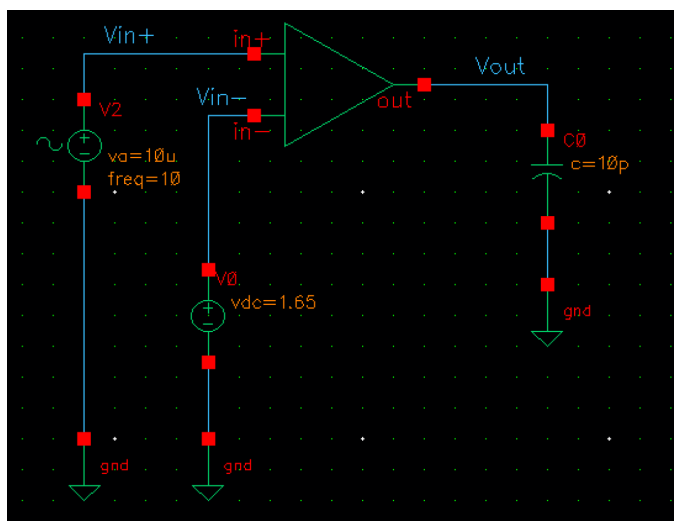 Vin+
in+
Vout
V2
Vin-
in-
out
C0
va=10u
c=10p
freq=10
V0
vdc=1.65
gnd
gnd
gnd